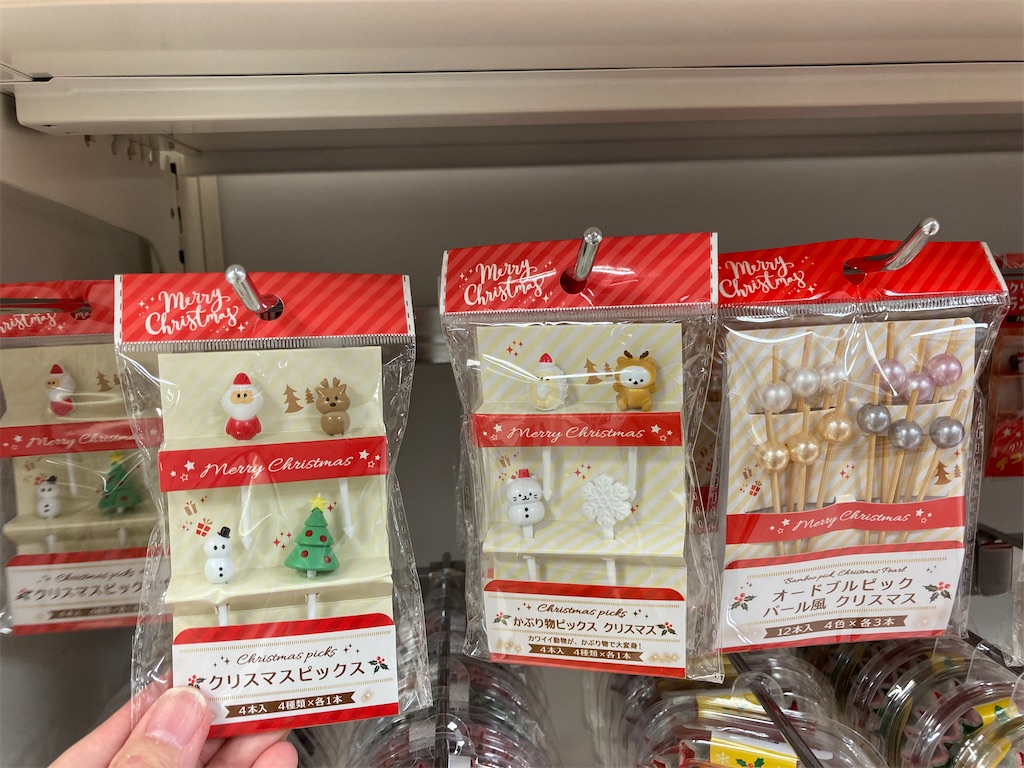 Merry
Christmas
Merry Christmas
Christmas picks
クリスマスピックス
4本入 4種類×各1本
Merry
Christmas
Merry Christmas
Christmas picks
かぶり物ピックス クリスマス
カワイイ動物が、かぶり物で大変身!
4本入 4種類×各1本
Merry
Christmas
Merry Christmas
Bamboo pick Christmas Pearl
オードブルピック
パール風 クリスマス
12本入 4色×各3本
Christmas
Merry Christm
Christmas picks
クリスマスピック